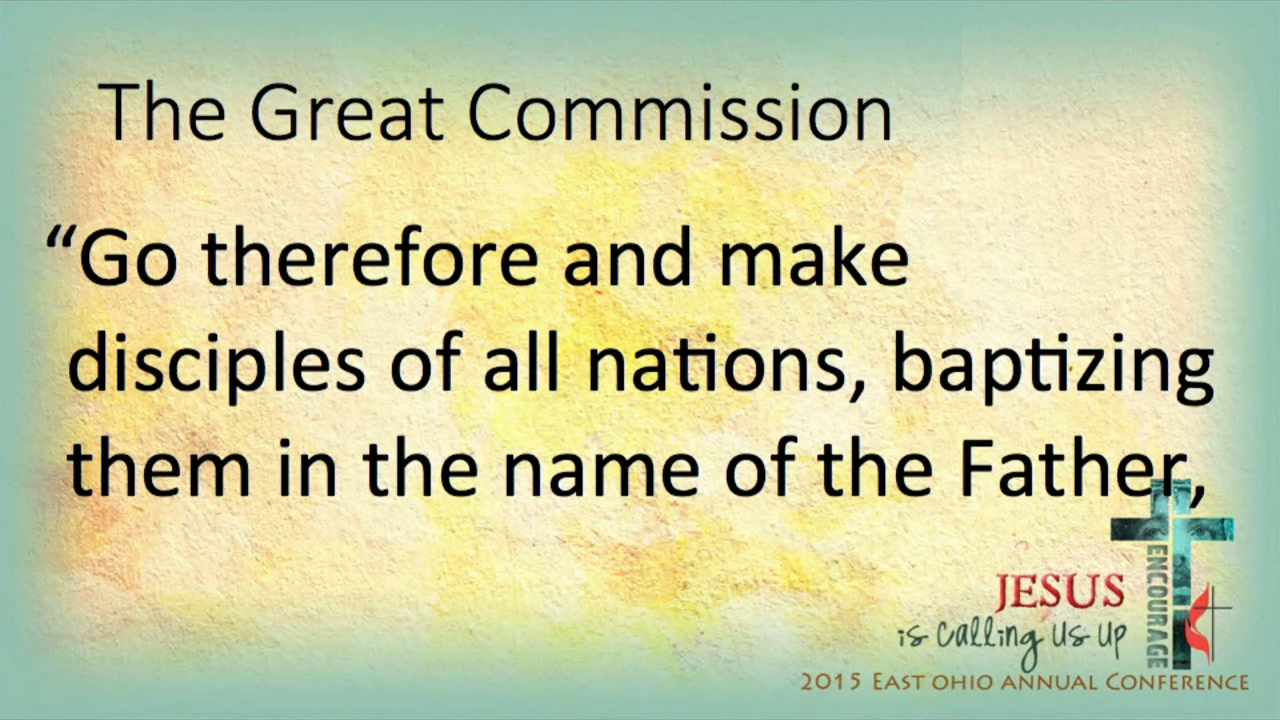 The Great Commission
“Go therefore and make
disciples of all nations, baptizing
them in the name of the Father,
ENCOURAGE
JESUS
is calling us up
2015 EAST OHIO ANNUAL CONFERENCE